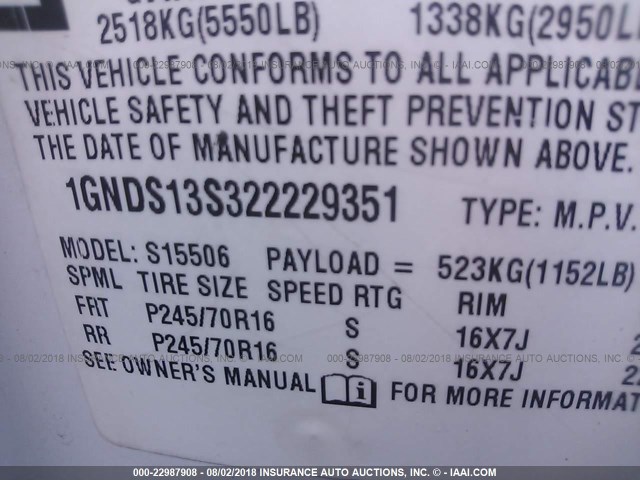 2518KG(5550LB) 1338KG(2950L
THIS VEHICLE CONFORMS TO ALL APPLICAB
VEHICLE SAFETY AND THEFT PREVENTION ST
THE DATE OF MANUFACTURE SHOWN ABOVE.
1GNDS13S322229351 TYPE: M.P.V.
MODEL: S15506 PAYLOAD = 523KG(1152LB)
SPML TIRE SIZE SPEED RTG RIM
FRT P245/70R16 S 16X7J 2
RR P245/70R16 S 16X7J 2
SEE OWNER'S MANUAL i FOR MORE INFORMAT
000-22987908 - 08/02/2018 - INSURANCE AUTO AUCTIONS, INC. - © IAAI.COM